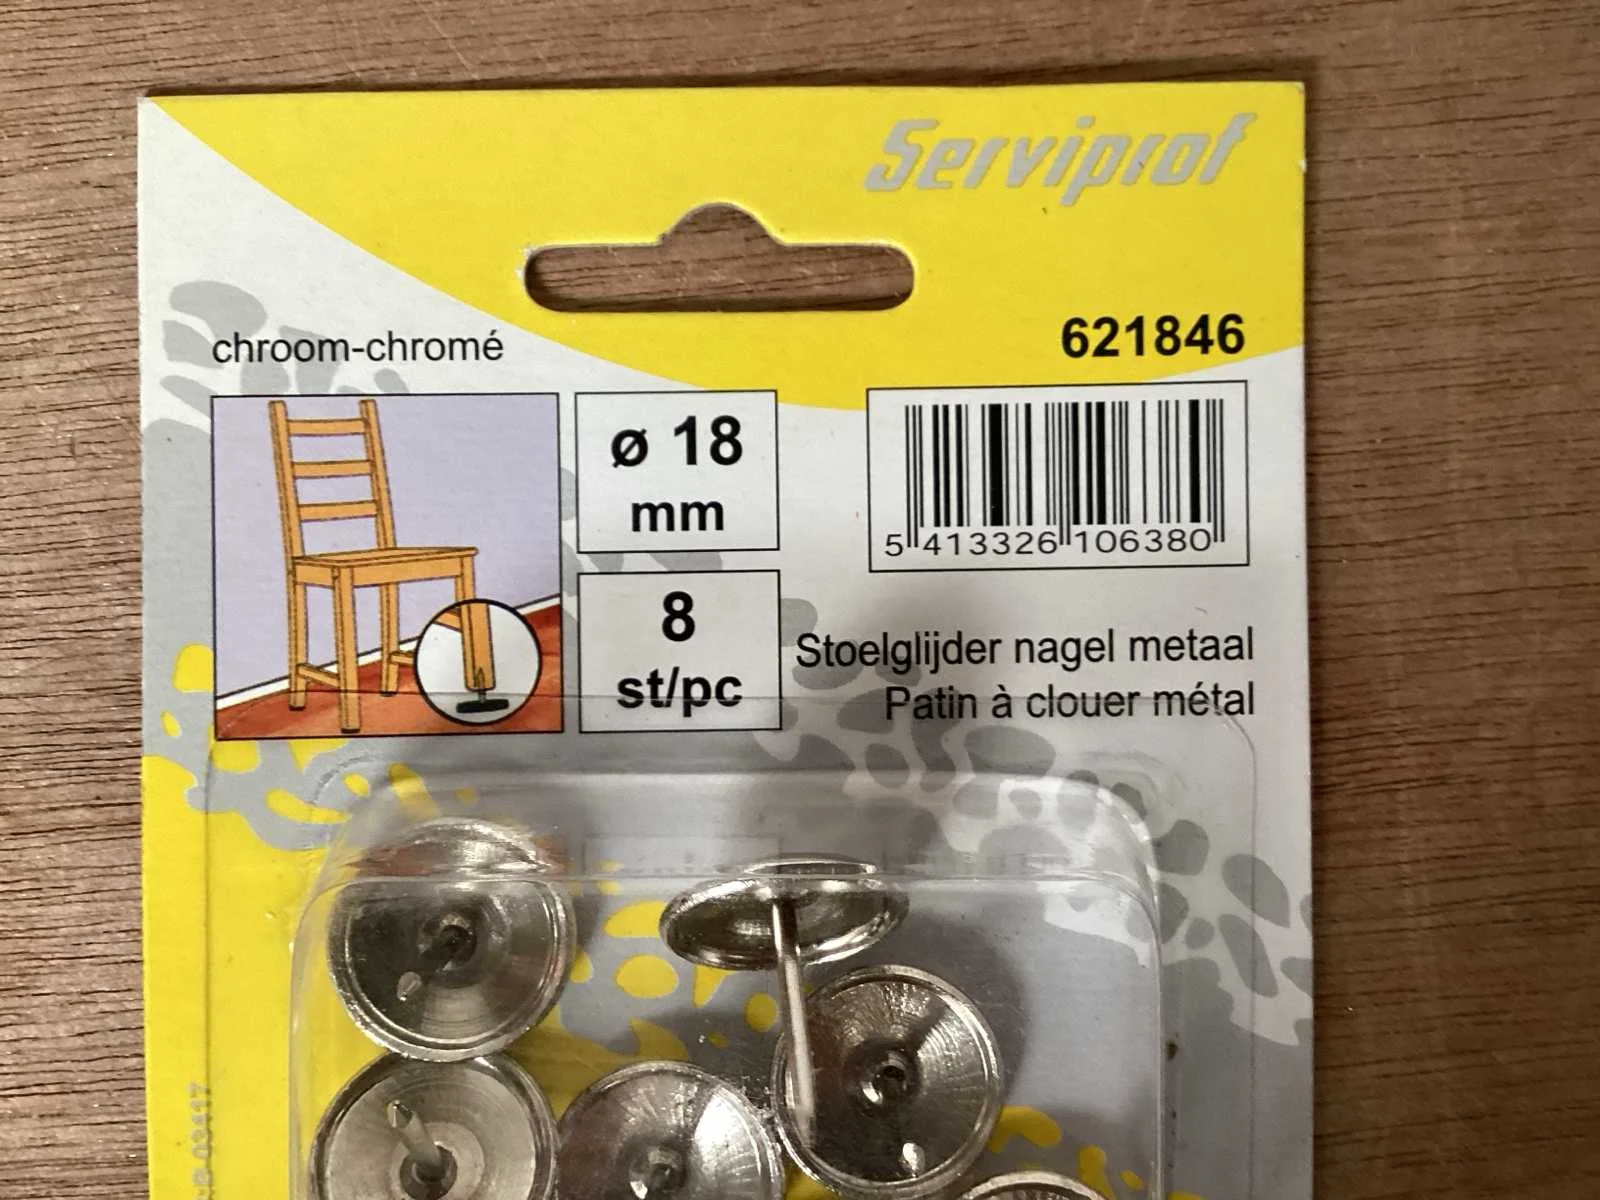 Serviprof
621846
chroom-chromé
ø 18
mm
8
st/pc
5 413326 106380
Stoelglijder nagel metaal
Patin à clouer métal